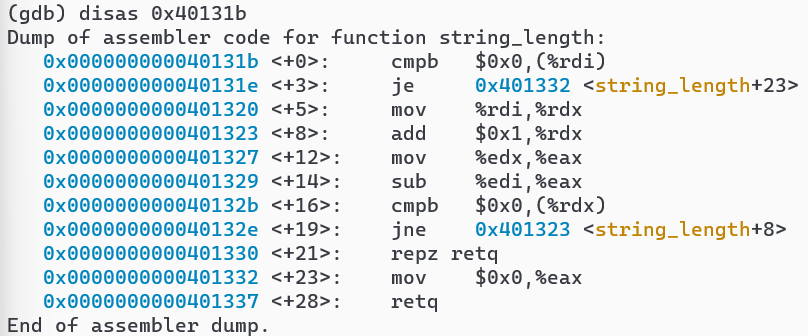 (gdb) disas 0x40131b
Dump of assembler code for function string_length:
   0x000000000040131b <+0>:	cmpb   $0x0,(%rdi)
   0x000000000040131e <+3>:	je     0x401332 <string_length+23>
   0x0000000000401320 <+5>:	mov    %rdi,%rdx
   0x0000000000401323 <+8>:	add    $0x1,%rdx
   0x0000000000401327 <+12>:	mov    %edx,%eax
   0x0000000000401329 <+14>:	sub    %edi,%eax
   0x000000000040132b <+16>:	cmpb   $0x0,(%rdx)
   0x000000000040132e <+19>:	jne    0x401323 <string_length+8>
   0x0000000000401330 <+21>:	repz retq
   0x0000000000401332 <+23>:	mov    $0x0,%eax
   0x0000000000401337 <+28>:	retq
End of assembler dump.